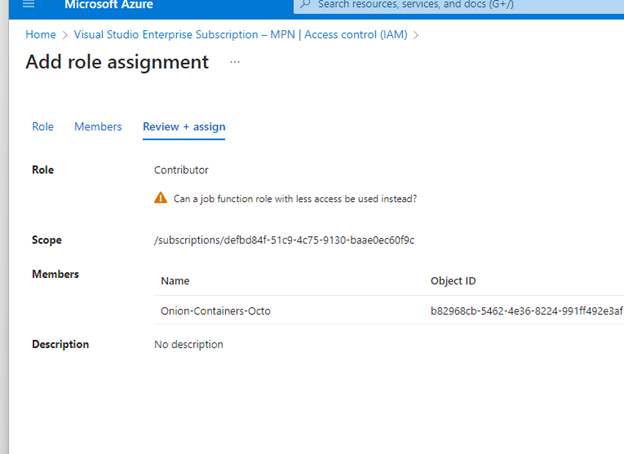 Microsoft Azure
Search resources, services, and docs (G+/)
Home > Visual Studio Enterprise Subscription – MPN | Access control (IAM) >
Add role assignment ...
Role Members Review + assign
Role Contributor
Can a job function role with less access be used instead?
Scope /subscriptions/defbd84f-51c9-4c75-9130-baae0ec60f9c
Members Name Object ID
Onion-Containers-Octo b82968cb-5462-4e36-8224-991ff492e3af
Description No description